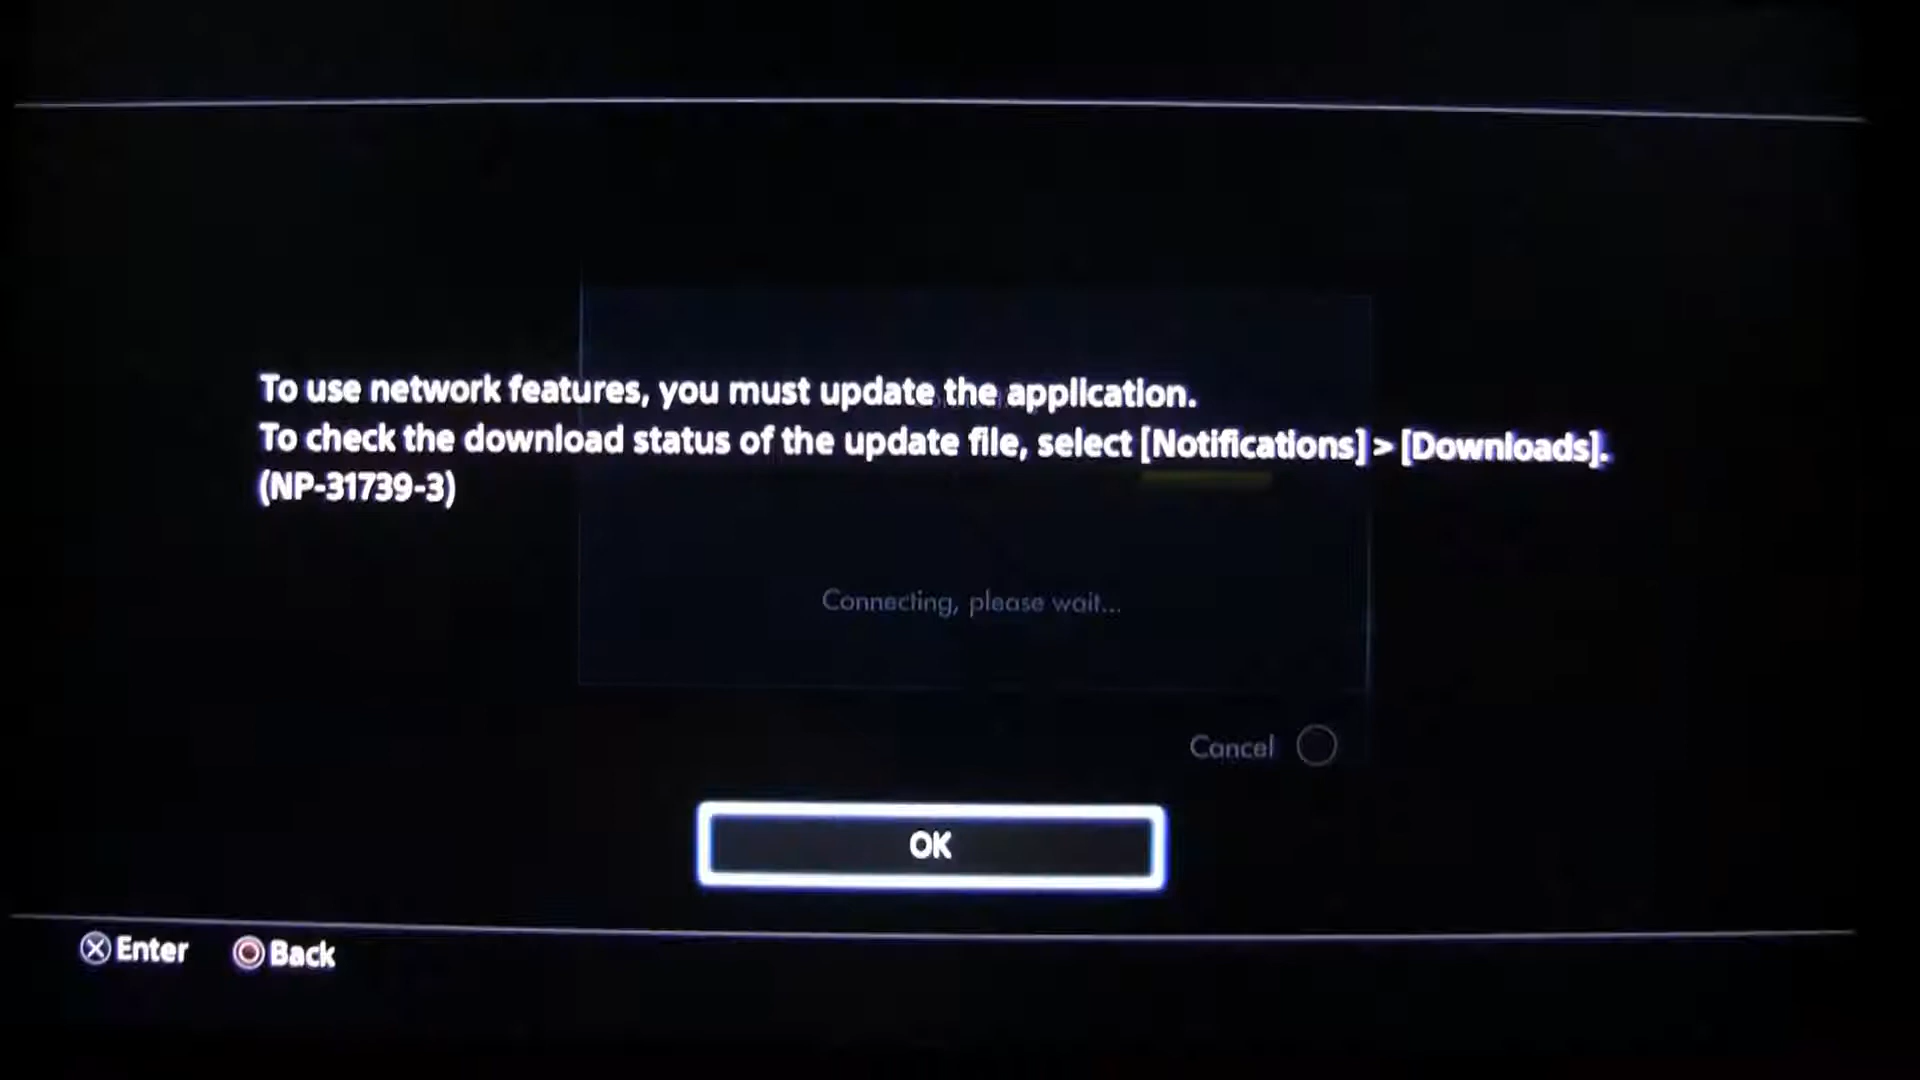 To use network features, you must update the application.
To check the download status of the update file, select [Notifications] > [Downloads].
(NP-31739-3)
Connecting, please wait...
Cancel
OK
Enter
Back